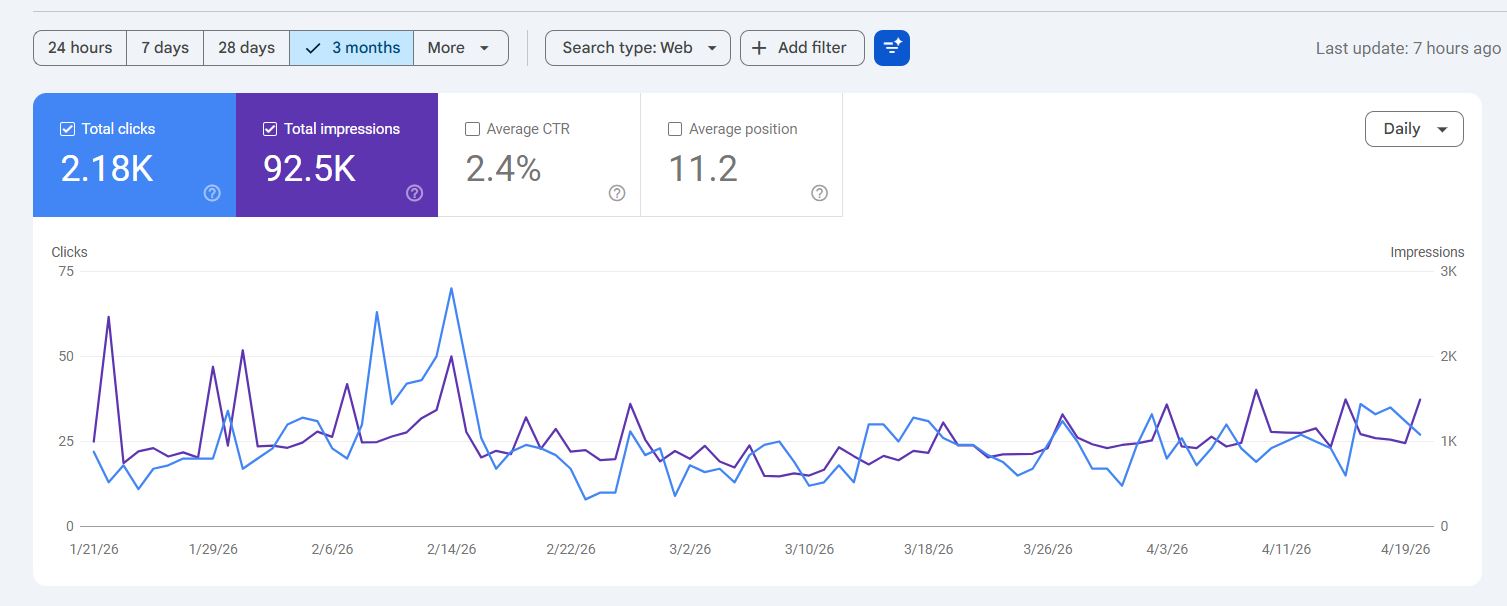 24 hours 7 days 28 days 3 months More Search type: Web Add filter Last update: 7 hours ago
Total clicks Total impressions Average CTR Average position Daily
2.18K 92.5K 2.4% 11.2
Clicks Impressions
75 3K
50 2K
25 1K
0 0
1/21/26 1/29/26 2/6/26 2/14/26 2/22/26 3/2/26 3/10/26 3/18/26 3/26/26 4/3/26 4/11/26 4/19/26